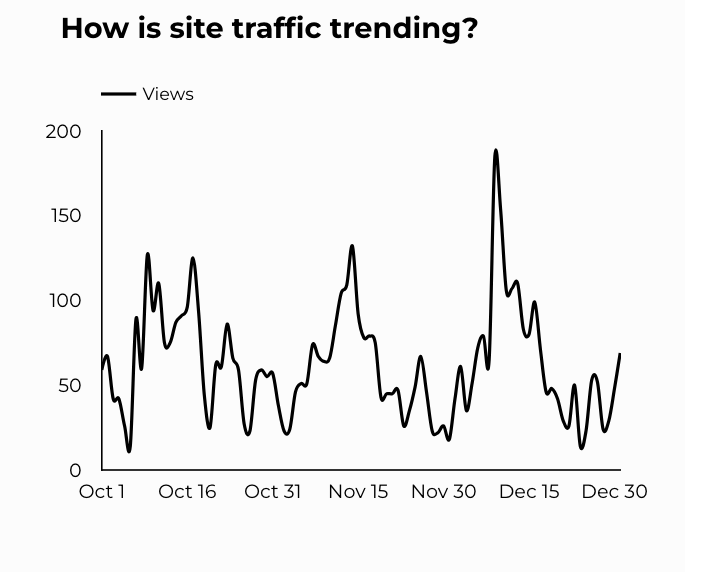 How is site traffic trending?
Views
200
150
100
50
0
Oct 1 Oct 16 Oct 31 Nov 15 Nov 30 Dec 15 Dec 30